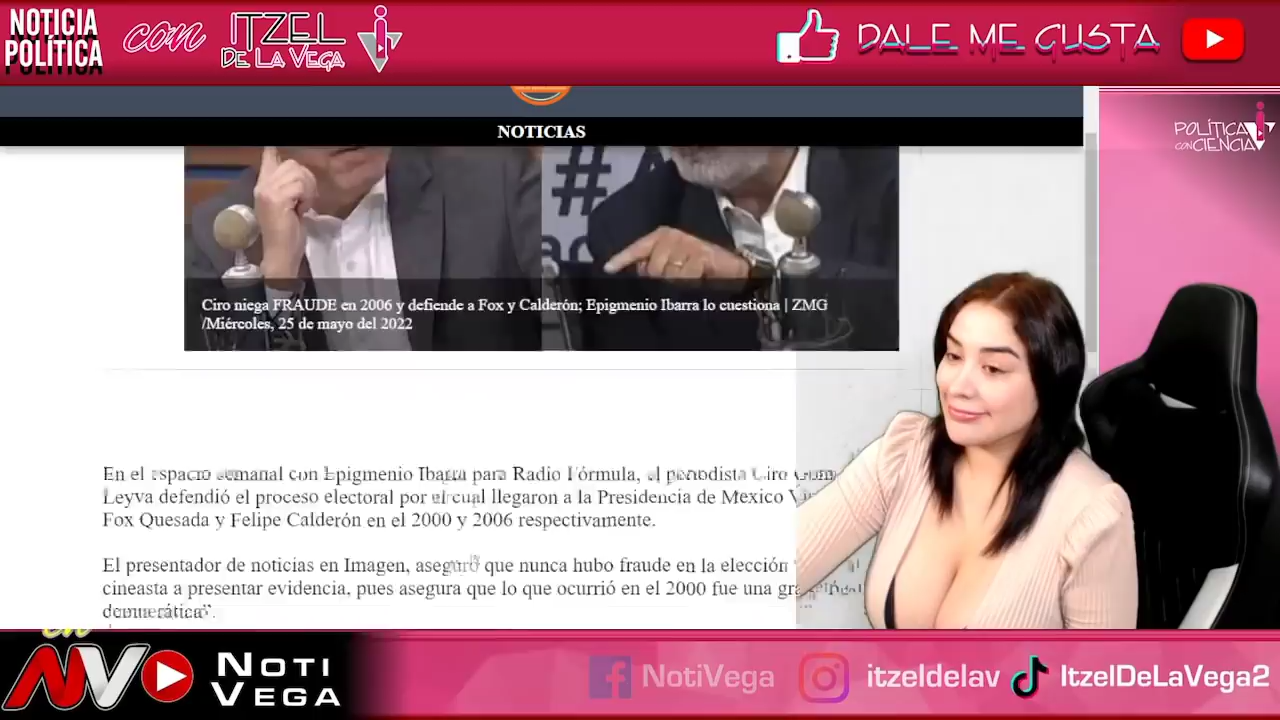 NOTICIA
POLÍTICA
con
ITZEL
DE LA VEGA
DALE ME GUSTA
POLÍTICA
CON CIENCIA
NOTICIAS
#
Ciro niega FRAUDE en 2006 y defiende a Fox y Calderón; Epigmenio Ibarra lo cuestiona | ZMG
/Miércoles, 25 de mayo del 2022
En el espacio semanal con Epigmenio Ibarra para Radio Fórmula, el periodista Ciro
Leyva defendió el proceso electoral por el cual llegaron a la Presidencia de México
Fox Quesada y Felipe Calderón en el 2000 y 2006 respectivamente.
El presentador de noticias en Imagen, aseguró que nunca hubo fraude en la elección
cineasta a presentar evidencia, pues asegura que lo que ocurrió en el 2000 fue una
democrática”.
en
NV
NOTI
VEGA
NotiVega
itzeldelav
ItzelDeLaVega2